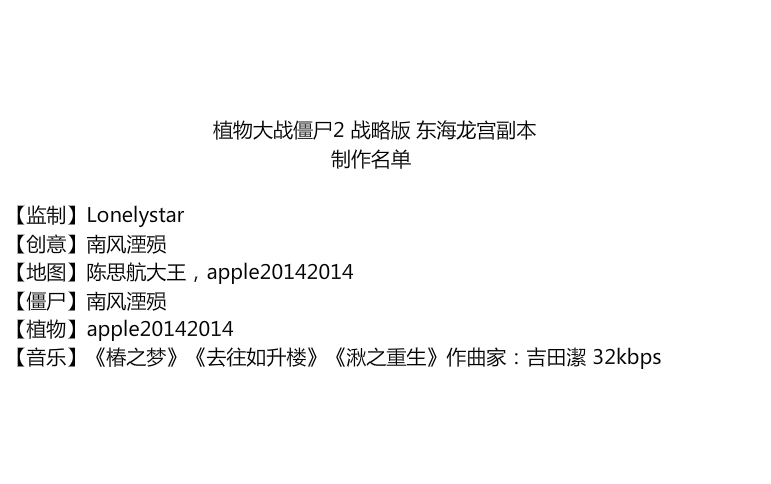 植物大战僵尸2 战略版 东海龙宫副本
制作名单
【监制】Lonelystar
【创意】南风湮殒
【地图】陈思航大王，apple20142014
【僵尸】南风湮殒
【植物】apple20142014
【音乐】《椿之梦》《去往如升楼》《湫之重生》作曲家：吉田潔 32kbps